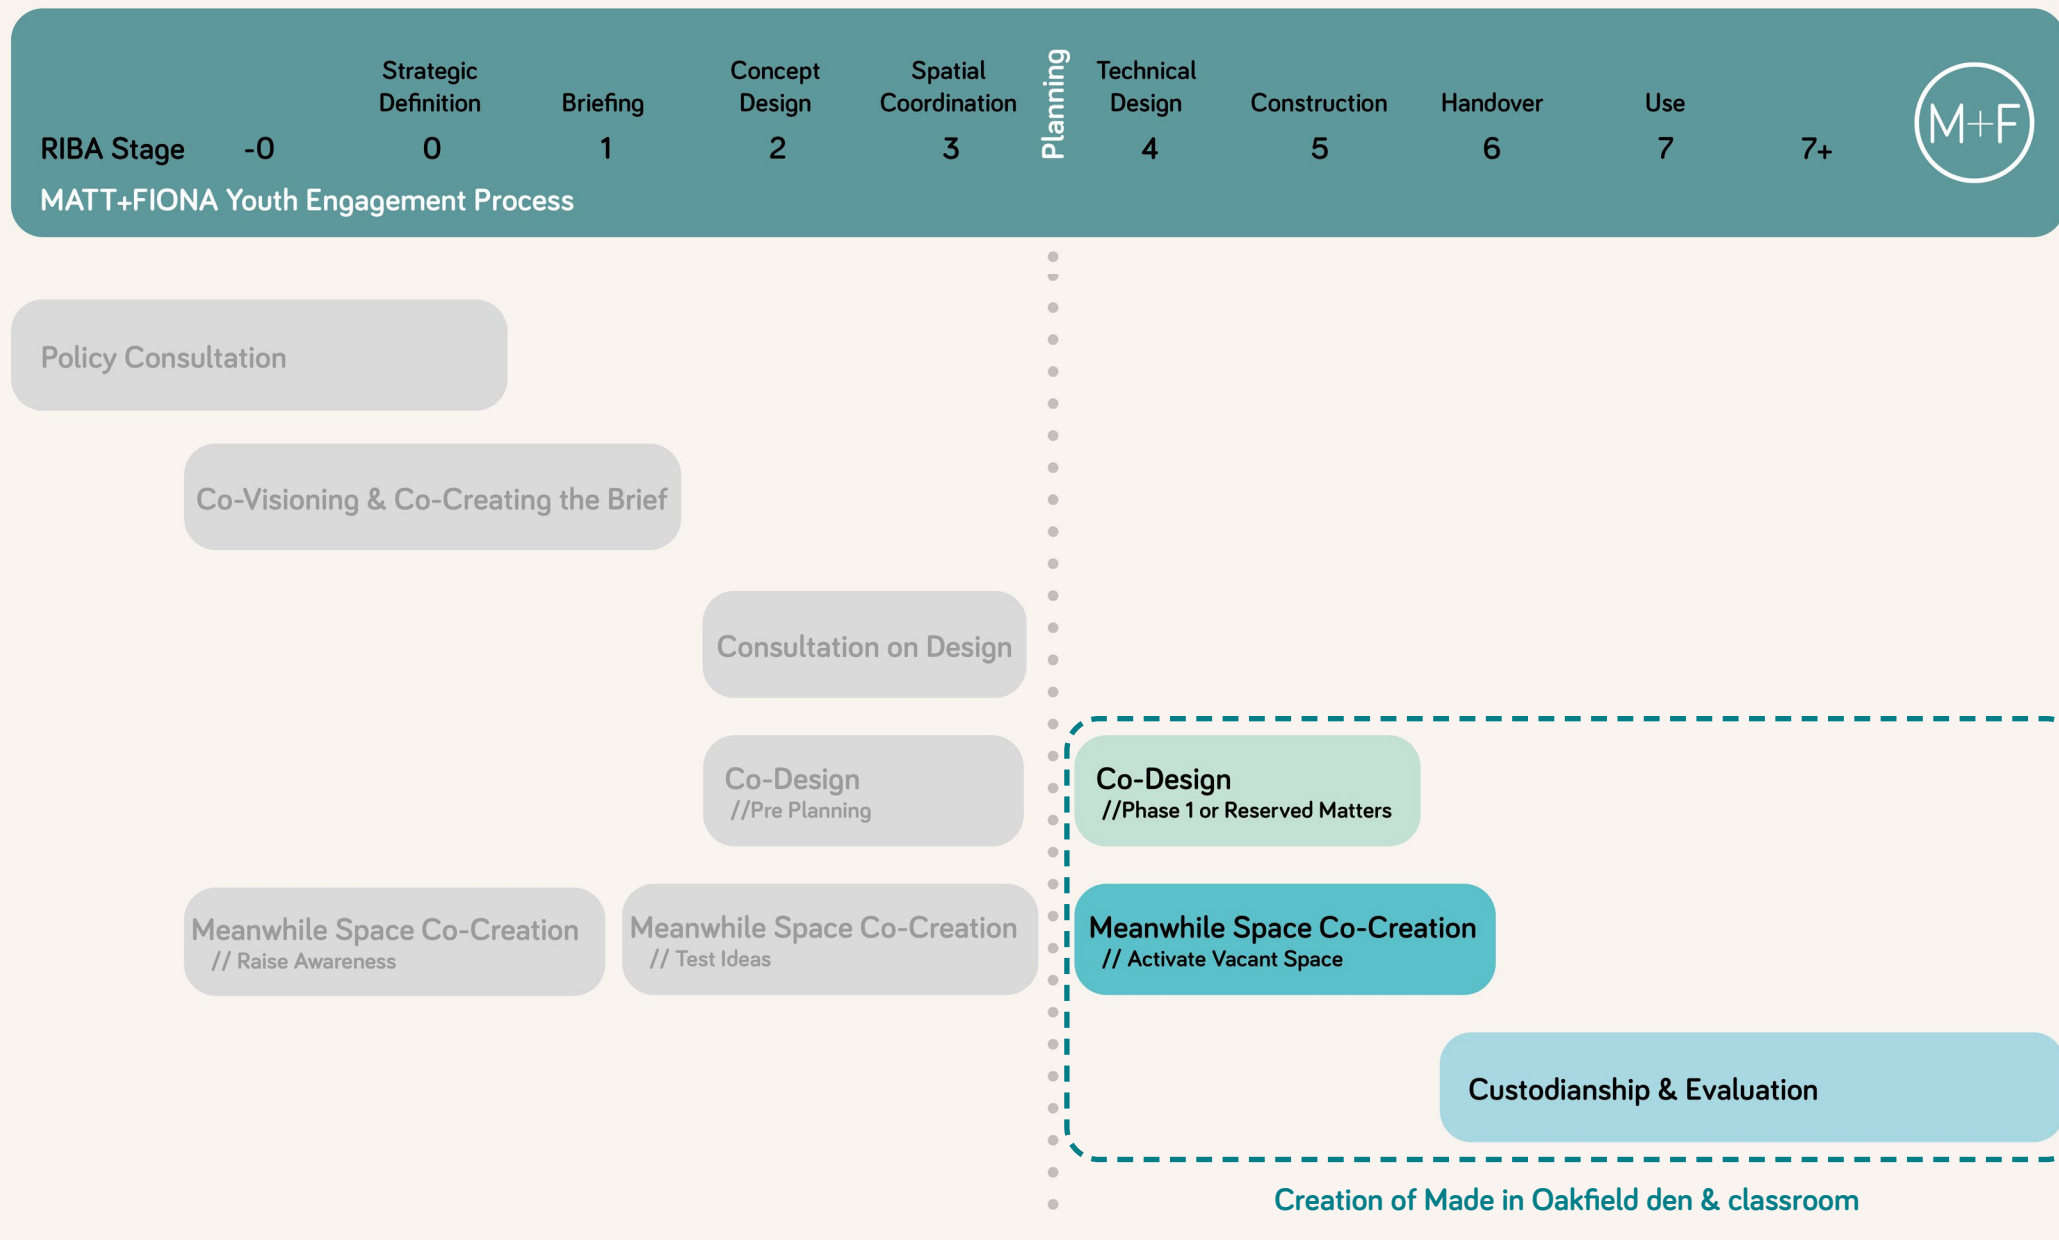 Strategic
Definition
Briefing
Concept
Design
Spatial
Coordination
Planning
Technical
Design
Construction
Handover
Use
RIBA Stage -0 0 1 2 3 4 5 6 7 7+
M+F
MATT+FIONA Youth Engagement Process
Policy Consultation
Co-Visioning & Co-Creating the Brief
Consultation on Design
Co-Design
//Pre Planning
Co-Design
//Phase 1 or Reserved Matters
Meanwhile Space Co-Creation
// Raise Awareness
Meanwhile Space Co-Creation
// Test Ideas
Meanwhile Space Co-Creation
// Activate Vacant Space
Custodianship & Evaluation
Creation of Made in Oakfield den & classroom